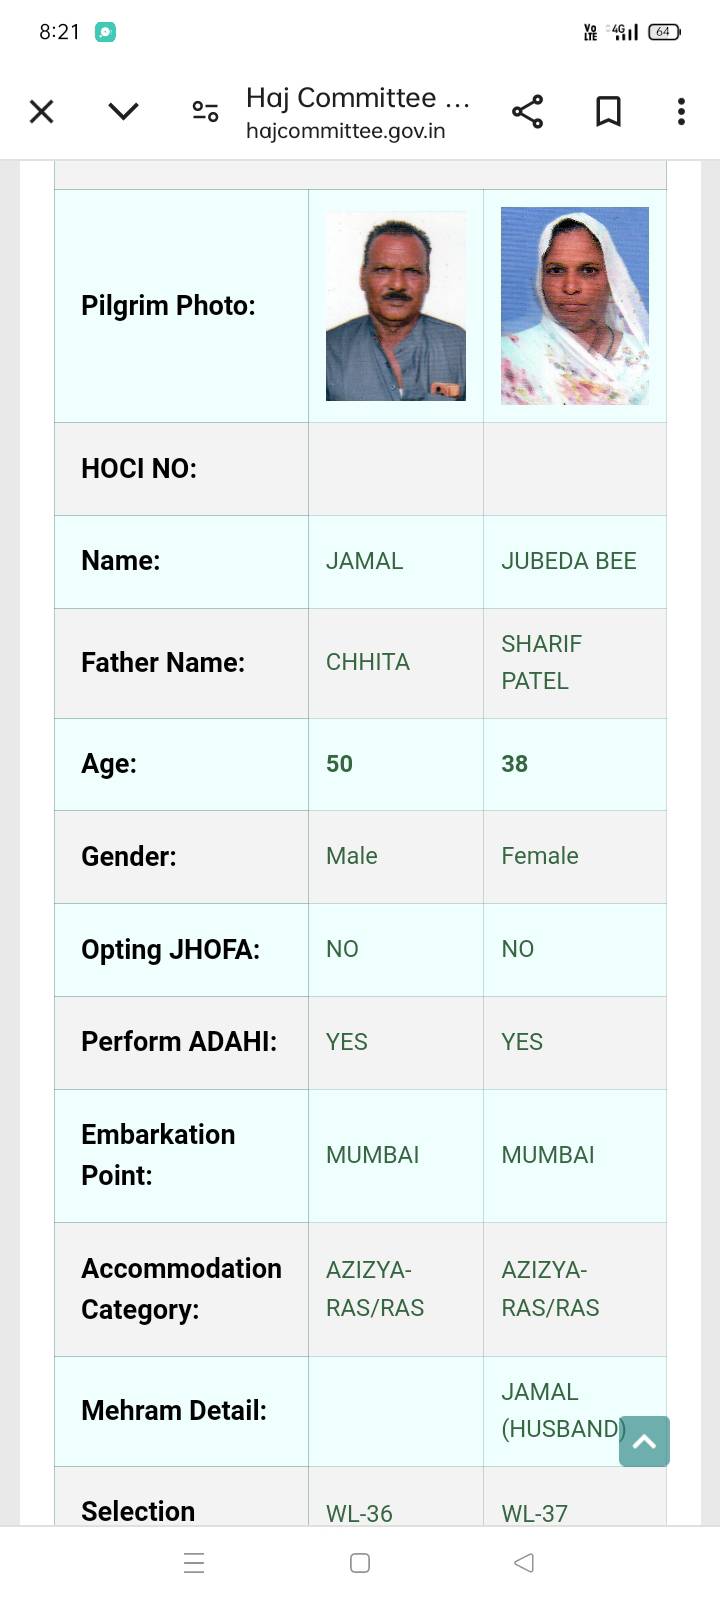 8:21
Vo LTE 4G 64
Haj Committee ...
hajcommittee.gov.in
Pilgrim Photo:
HOCI NO:
Name: JAMAL JUBEDA BEE
Father Name: CHHITA SHARIF PATEL
Age: 50 38
Gender: Male Female
Opting JHOFA: NO NO
Perform ADAHI: YES YES
Embarkation Point: MUMBAI MUMBAI
Accommodation Category: AZIZYA-RAS/RAS AZIZYA-RAS/RAS
Mehram Detail: JAMAL (HUSBAND)
Selection WL-36 WL-37